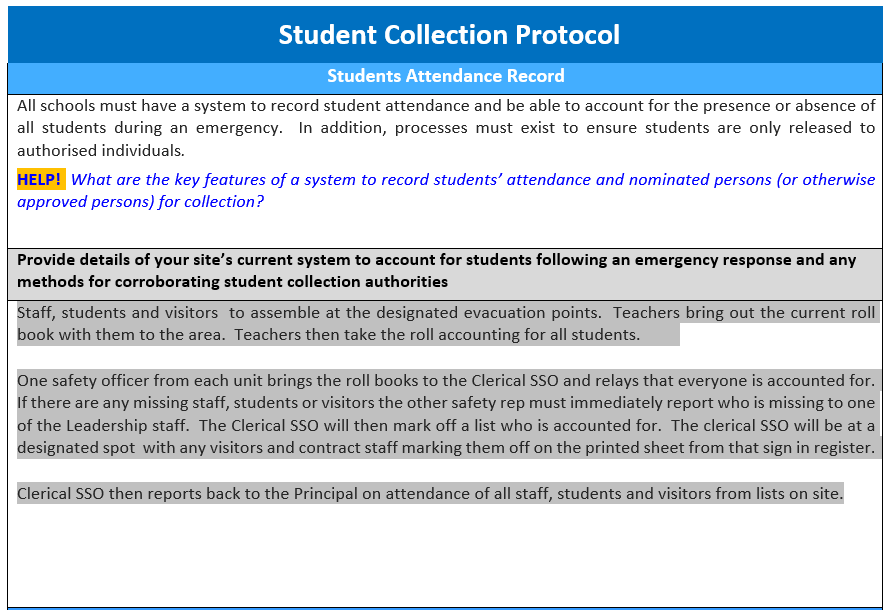 Student Collection Protocol
Students Attendance Record
All schools must have a system to record student attendance and be able to account for the presence or absence of
all students during an emergency.  In addition, processes must exist to ensure students are only released to
authorised individuals.
HELP! What are the key features of a system to record students' attendance and nominated persons (or otherwise
approved persons) for collection?
Provide details of your site's current system to account for students following an emergency response and any
methods for corroborating student collection authorities
Staff, students and visitors  to assemble at the designated evacuation points.  Teachers bring out the current roll
book with them to the area.  Teachers then take the roll accounting for all students.
One safety officer from each unit brings the roll books to the Clerical SSO and relays that everyone is accounted for.
If there are any missing staff, students or visitors the other safety rep must immediately report who is missing to one
of the Leadership staff.  The Clerical SSO will then mark off a list who is accounted for.  The clerical SSO will be at a
designated spot  with any visitors and contract staff marking them off on the printed sheet from that sign in register.
Clerical SSO then reports back to the Principal on attendance of all staff, students and visitors from lists on site.